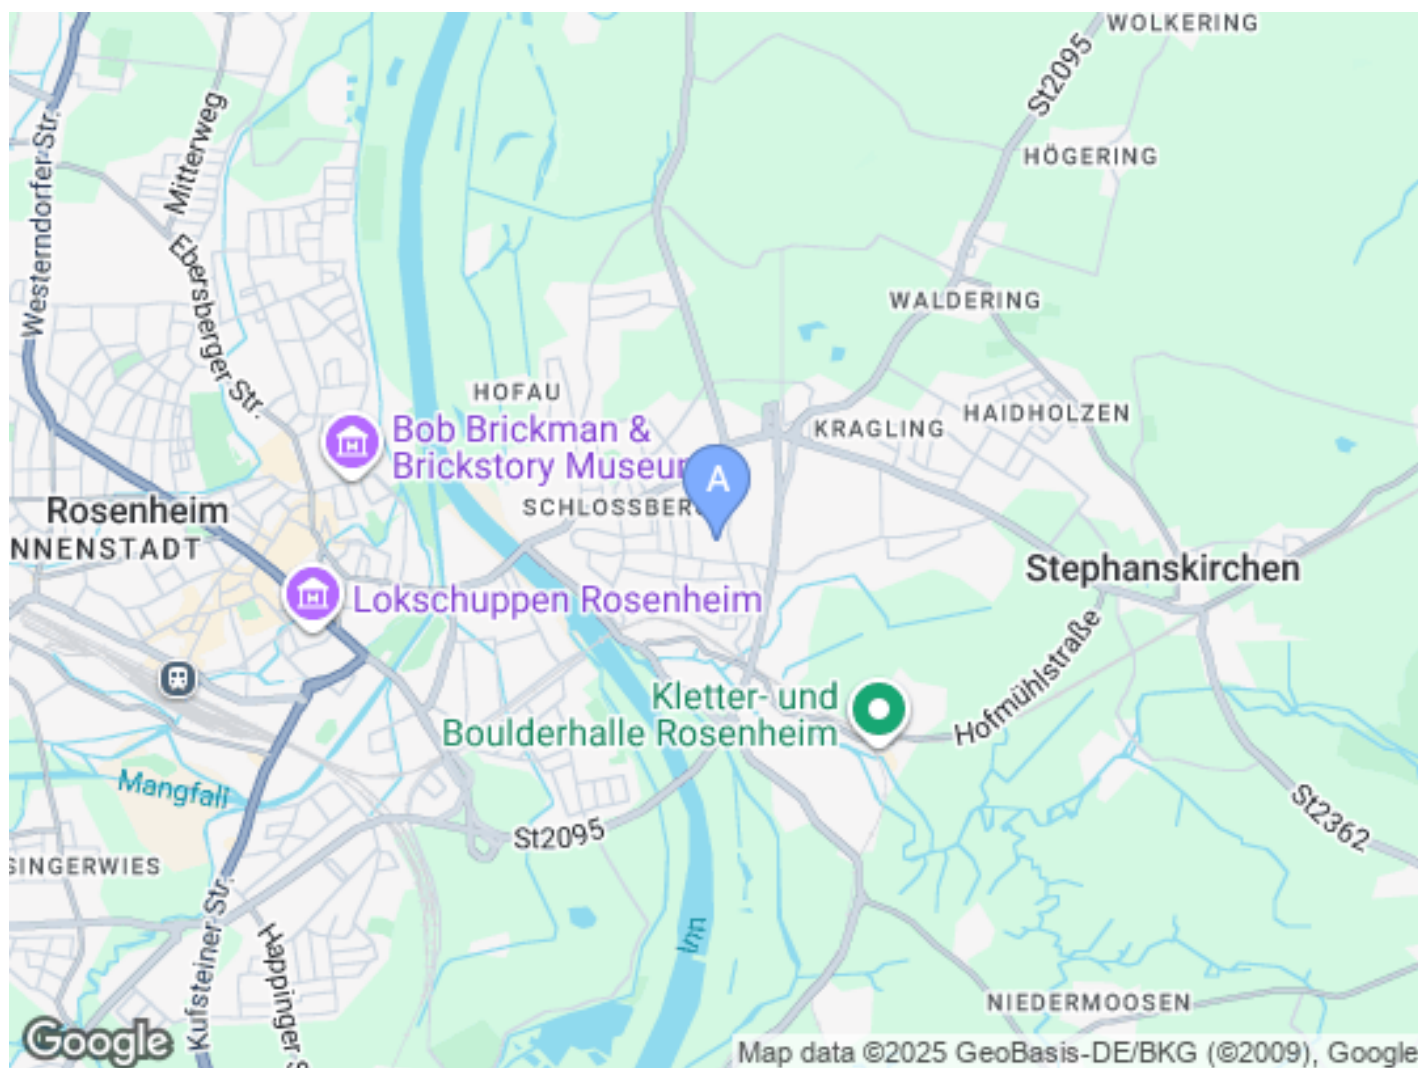 WOLKERING
St2095
Mitterweg
HÖGERING
Westerndorfer Str.
Ebersberger Str.
WALDERING
HOFAU
HAIDHOLZEN
KRAGLING
Bob Brickman &
Brickstory Museu
A
SCHLOSSBER
Rosenheim
NNENSTADT
Stephanskirchen
Lokschuppen Rosenheim
Kletter- und
Boulderhalle Rosenheim
Hofmühlstraße
Mangfall
St2095
St2362
SINGERWIES
Kufsteiner Str.
Happinger S
Inn
NIEDERMOOSEN
Google
Map data ©2025 GeoBasis-DE/BKG (©2009), Google